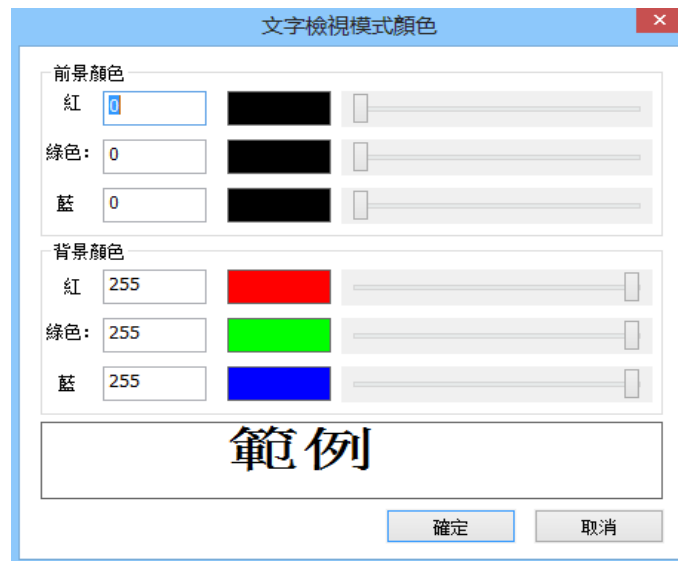 文字檢視模式顏色
前景顏色
紅 0
綠色: 0
藍 0
背景顏色
紅 255
綠色: 255
藍 255
範例
確定 取消